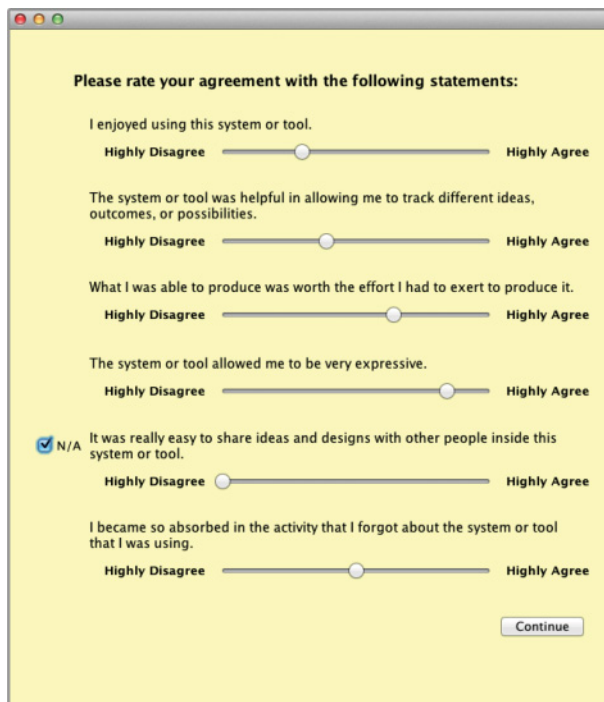 Please rate your agreement with the following statements:
I enjoyed using this system or tool.
Highly Disagree Highly Agree
The system or tool was helpful in allowing me to track different ideas,
outcomes, or possibilities.
Highly Disagree Highly Agree
What I was able to produce was worth the effort I had to exert to produce it.
Highly Disagree Highly Agree
The system or tool allowed me to be very expressive.
Highly Disagree Highly Agree
N/A It was really easy to share ideas and designs with other people inside this
system or tool.
Highly Disagree Highly Agree
I became so absorbed in the activity that I forgot about the system or tool
that I was using.
Highly Disagree Highly Agree
Continue